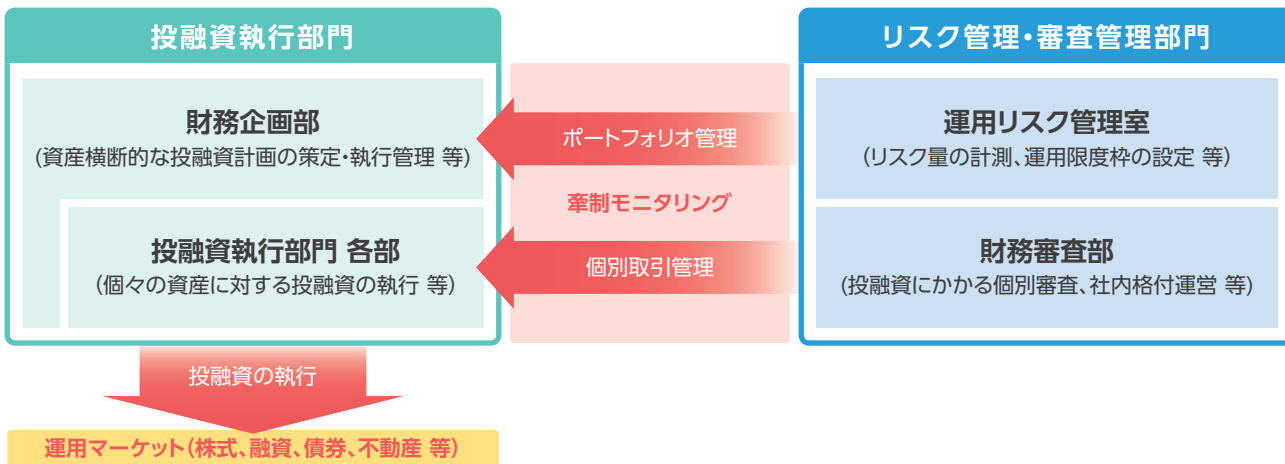 投融資執行部門
財務企画部
(資産横断的な投融資計画の策定・執行管理 等)
投融資執行部門 各部
(個々の資産に対する投融資の執行 等)
ポートフォリオ管理
牽制モニタリング
個別取引管理
リスク管理・審査管理部門
運用リスク管理室
(リスク量の計測、運用限度枠の設定 等)
財務審査部
(投融資にかかる個別審査、社内格付運営 等)
投融資の執行
運用マーケット(株式、融資、債券、不動産 等)